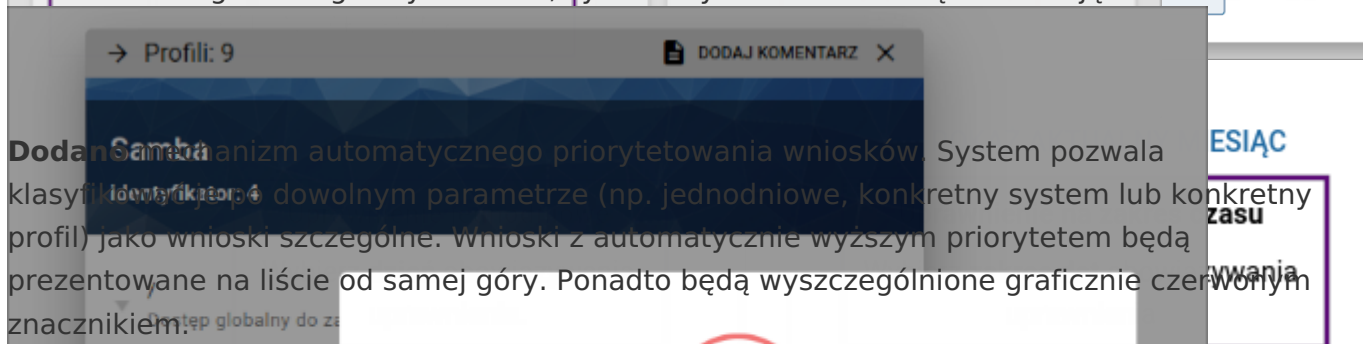 → Profili: 9 DODAJ KOMENTARZ ×
ESIĄC
Samba
Dodano mechanizm automatycznego priorytetowania wniosków. System pozwala
Identyfikator: 4
klasyfikować je po dowolnym parametrze (np. jednodniowe, konkretny system lub konkretny
zasu
profil) jako wnioski szczególne. Wnioski z automatycznie wyższym priorytetem będą
prezentowane na liście od samej góry. Ponadto będą wyszczególnione graficznie czerwonym
/
Dostęp globalny do za
znacznikiem: